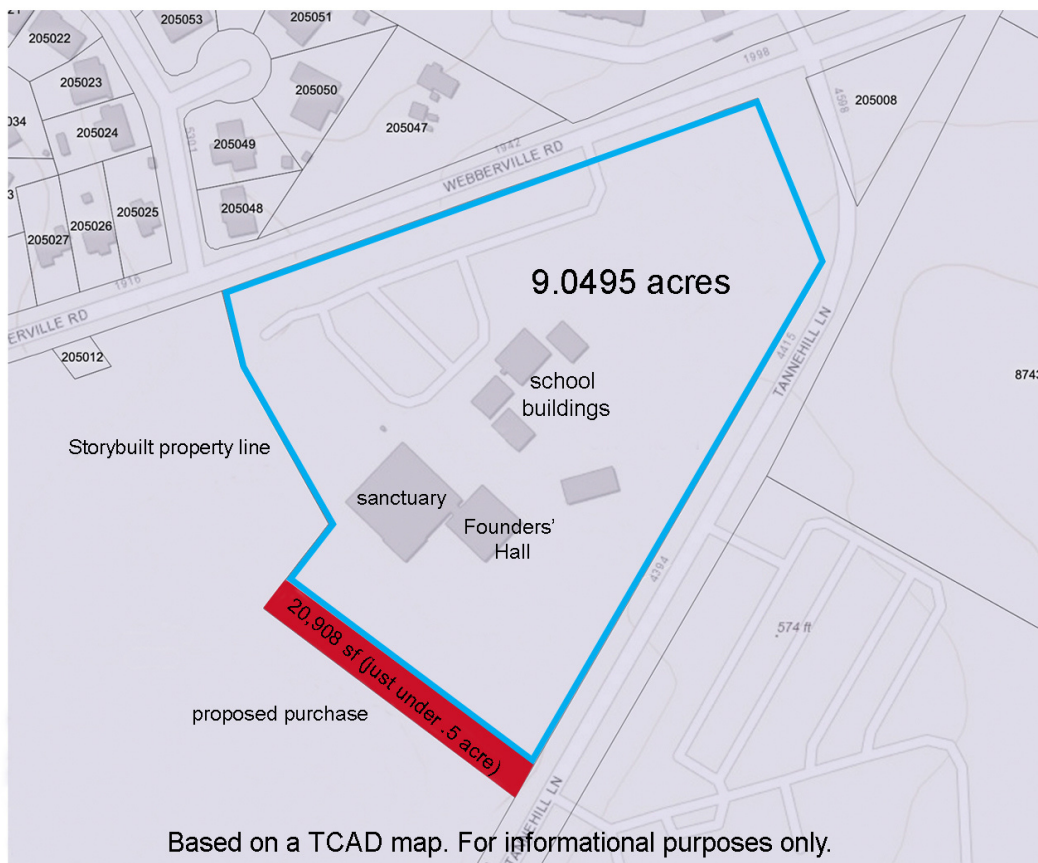 205053
205051
205022
205023
205050
205024
205047
205049
205048
205025
205026
205027
5301
1998
4598
205008
1942
WEBBERVILLE RD
1916
ERVILLE RD
205012
9.0495 acres
TANNEHILL LN
4415
8743
school
buildings
Storybuilt property line
sanctuary
Founders’
Hall
4394
574 ft
20,908 sf (just under .5 acre)
proposed purchase
TANNEHILL LN
Based on a TCAD map. For informational purposes only.